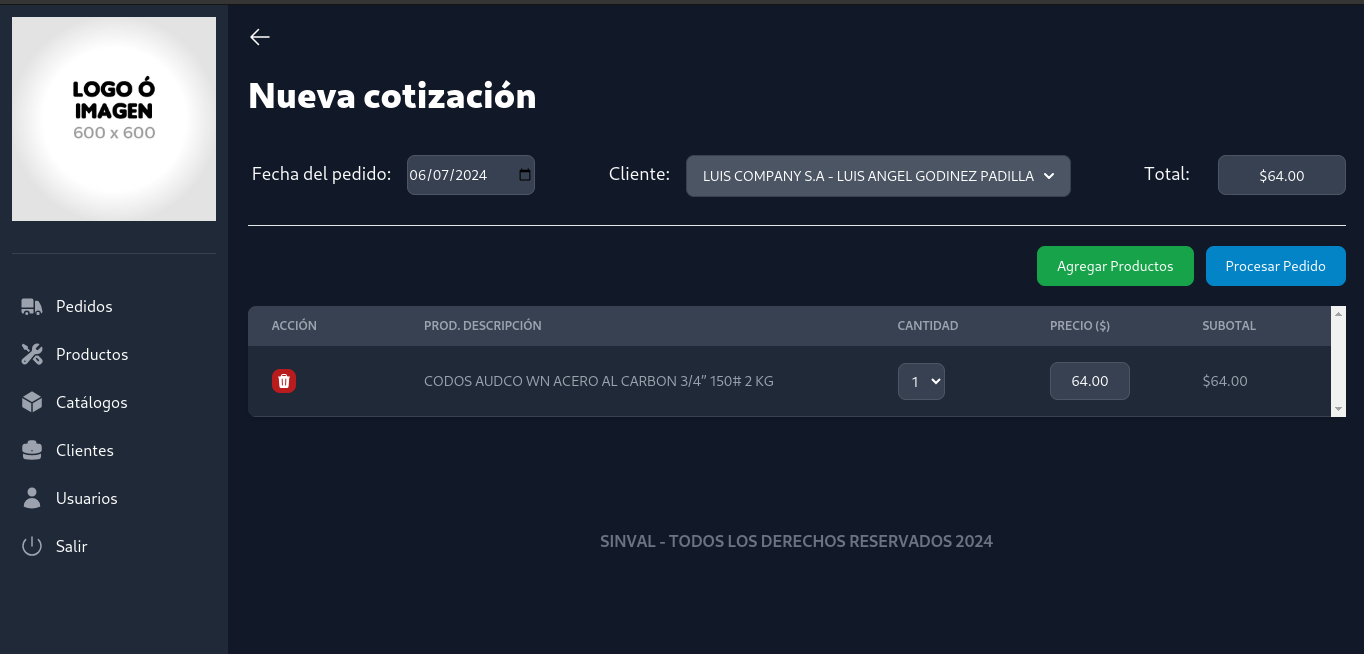 LOGO Ó
IMAGEN
600 x 600
Pedidos
Productos
Catálogos
Clientes
Usuarios
Salir
Nueva cotización
Fecha del pedido: 06/07/2024 Cliente: LUIS COMPANY S.A - LUIS ANGEL GODINEZ PADILLA Total: $64.00
Agregar Productos Procesar Pedido
ACCIÓN PROD. DESCRIPCIÓN CANTIDAD PRECIO ($) SUBOTAL
CODOS AUDCO WN ACERO AL CARBON 3/4" 150# 2 KG 1 64.00 $64.00
SINVAL - TODOS LOS DERECHOS RESERVADOS 2024